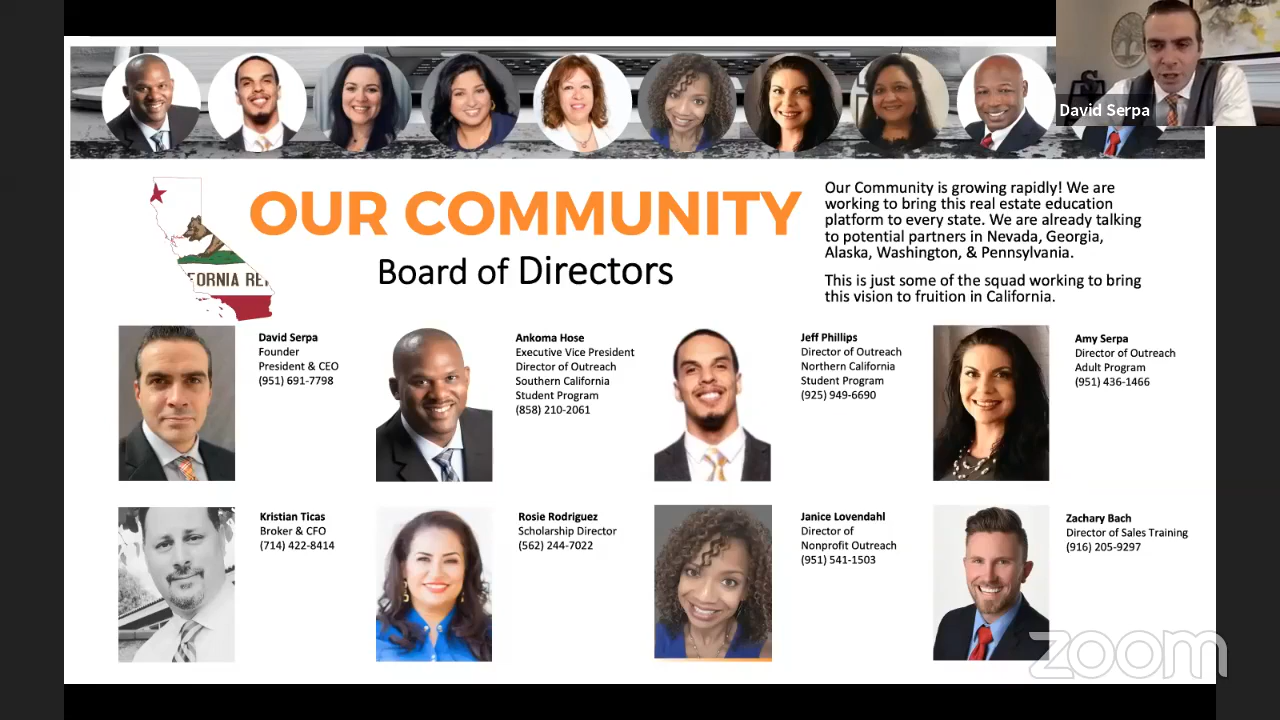 David Serpa
OUR COMMUNITY
Board of Directors
FORNIA RE
Our Community is growing rapidly! We are
working to bring this real estate education
platform to every state. We are already talking
to potential partners in Nevada, Georgia,
Alaska, Washington, & Pennsylvania.
This is just some of the squad working to bring
this vision to fruition in California.
David Serpa
Founder
President & CEO
(951) 691-7798
Ankoma Hose
Executive Vice President
Director of Outreach
Southern California
Student Program
(858) 210-2061
Jeff Phillips
Director of Outreach
Northern California
Student Program
(925) 949-6690
Amy Serpa
Director of Outreach
Adult Program
(951) 436-1466
Kristian Ticas
Broker & CFO
(714) 422-8414
Rosie Rodriguez
Scholarship Director
(562) 244-7022
Janice Lovendahl
Director of
Nonprofit Outreach
(951) 541-1503
Zachary Bach
Director of Sales Training
(916) 205-9297
zoom